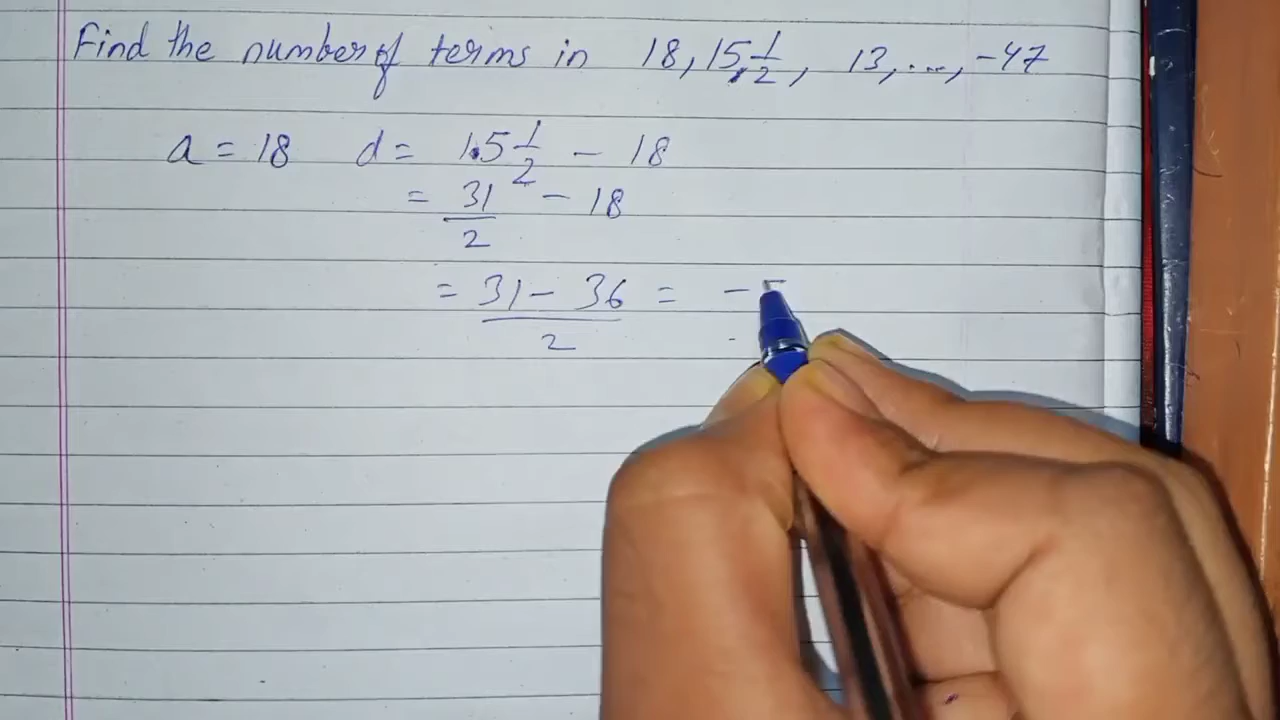 Find the number of terms in 18, 15 1/2, 13, ..., -47
a = 18 d = 15 1/2 - 18
= 31/2 - 18
= 31 - 36 / 2 = -